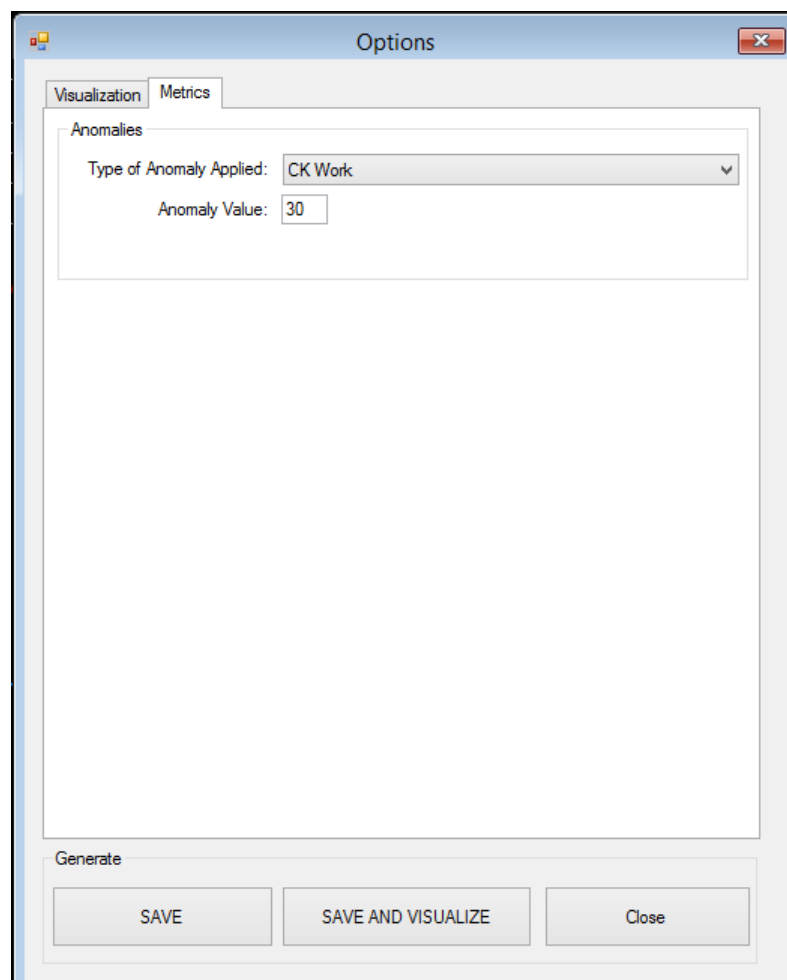 Options
Visualization Metrics
Anomalies
Type of Anomaly Applied: CK Work
Anomaly Value: 30
Generate
SAVE SAVE AND VISUALIZE Close